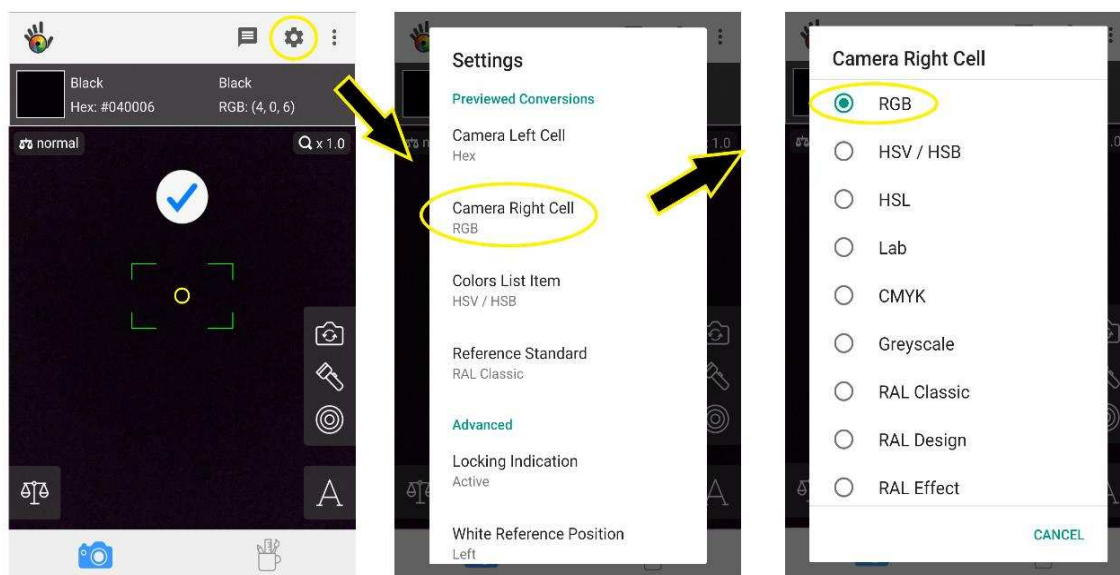 Black
Hex: #040006
Black
RGB: (4, 0, 6)
normal
x 1.0
A
Settings
Previewed Conversions
Camera Left Cell
Hex
Camera Right Cell
RGB
Colors List Item
HSV / HSB
Reference Standard
RAL Classic
Advanced
Locking Indication
Active
White Reference Position
Left
n
1.0
A
Camera Right Cell
RGB
HSV / HSB
HSL
Lab
CMYK
Greyscale
RAL Classic
RAL Design
RAL Effect
CANCEL